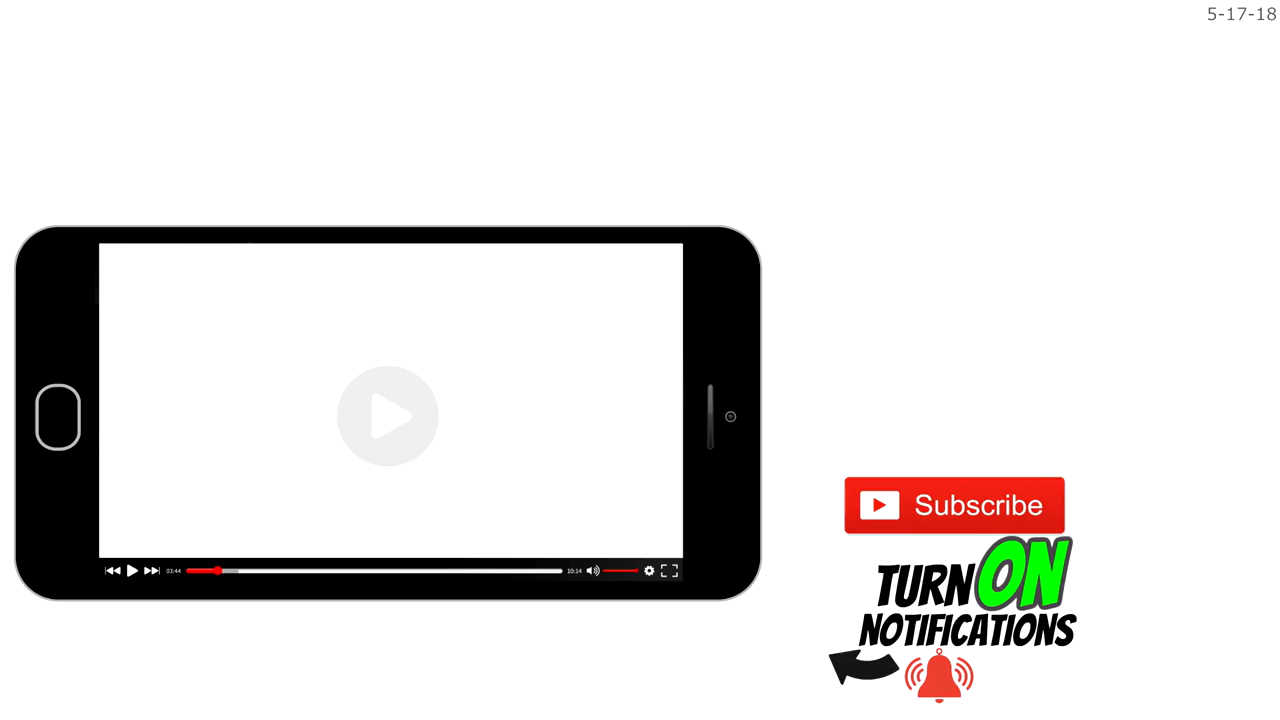 5-17-18
03:44
10:14
Subscribe
TURN ON
NOTIFICATIONS